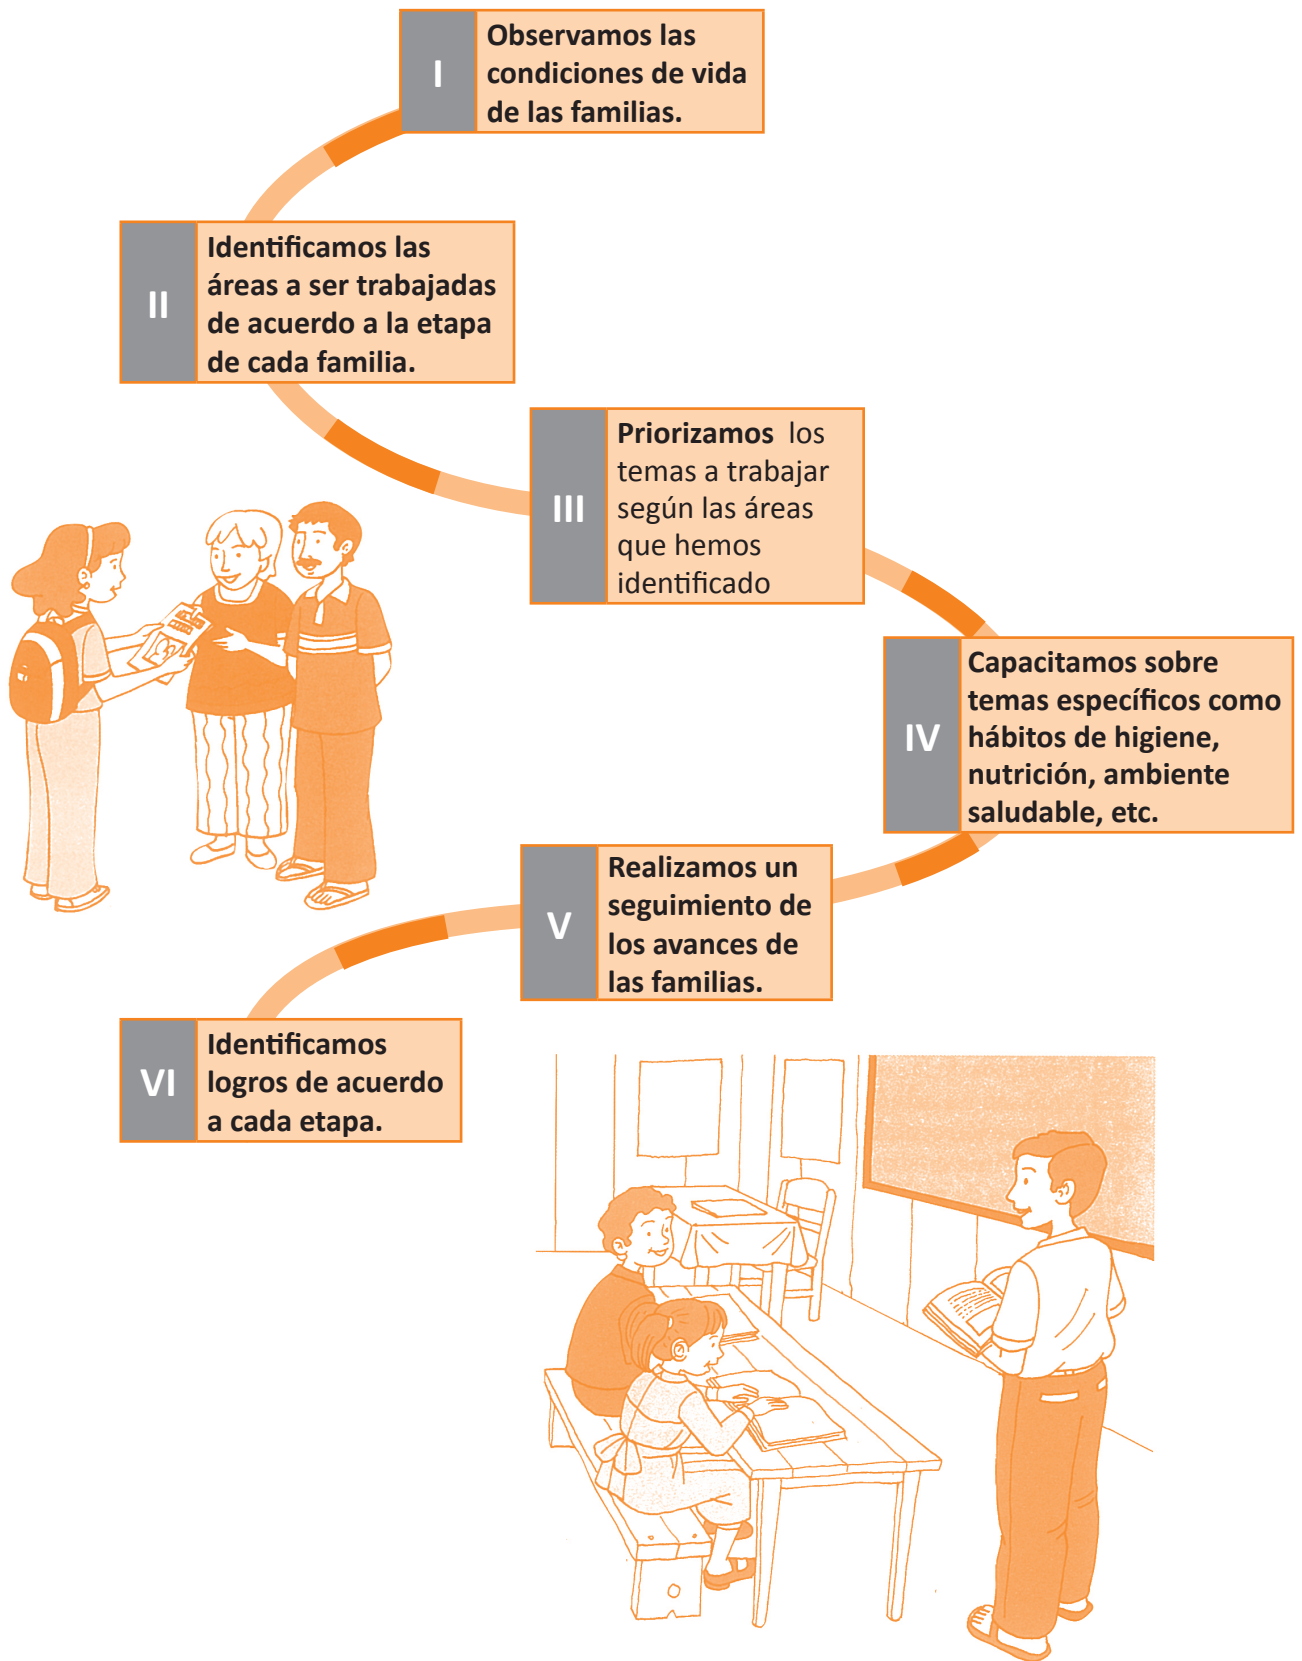 I
Observamos las
condiciones de vida
de las familias.
II
Identificamos las
áreas a ser trabajadas
de acuerdo a la etapa
de cada familia.
III
Priorizamos los
temas a trabajar
según las áreas
que hemos
identificado
IV
Capacitamos sobre
temas específicos como
hábitos de higiene,
nutrición, ambiente
saludable, etc.
V
Realizamos un
seguimiento de
los avances de
las familias.
VI
Identificamos
logros de acuerdo
a cada etapa.